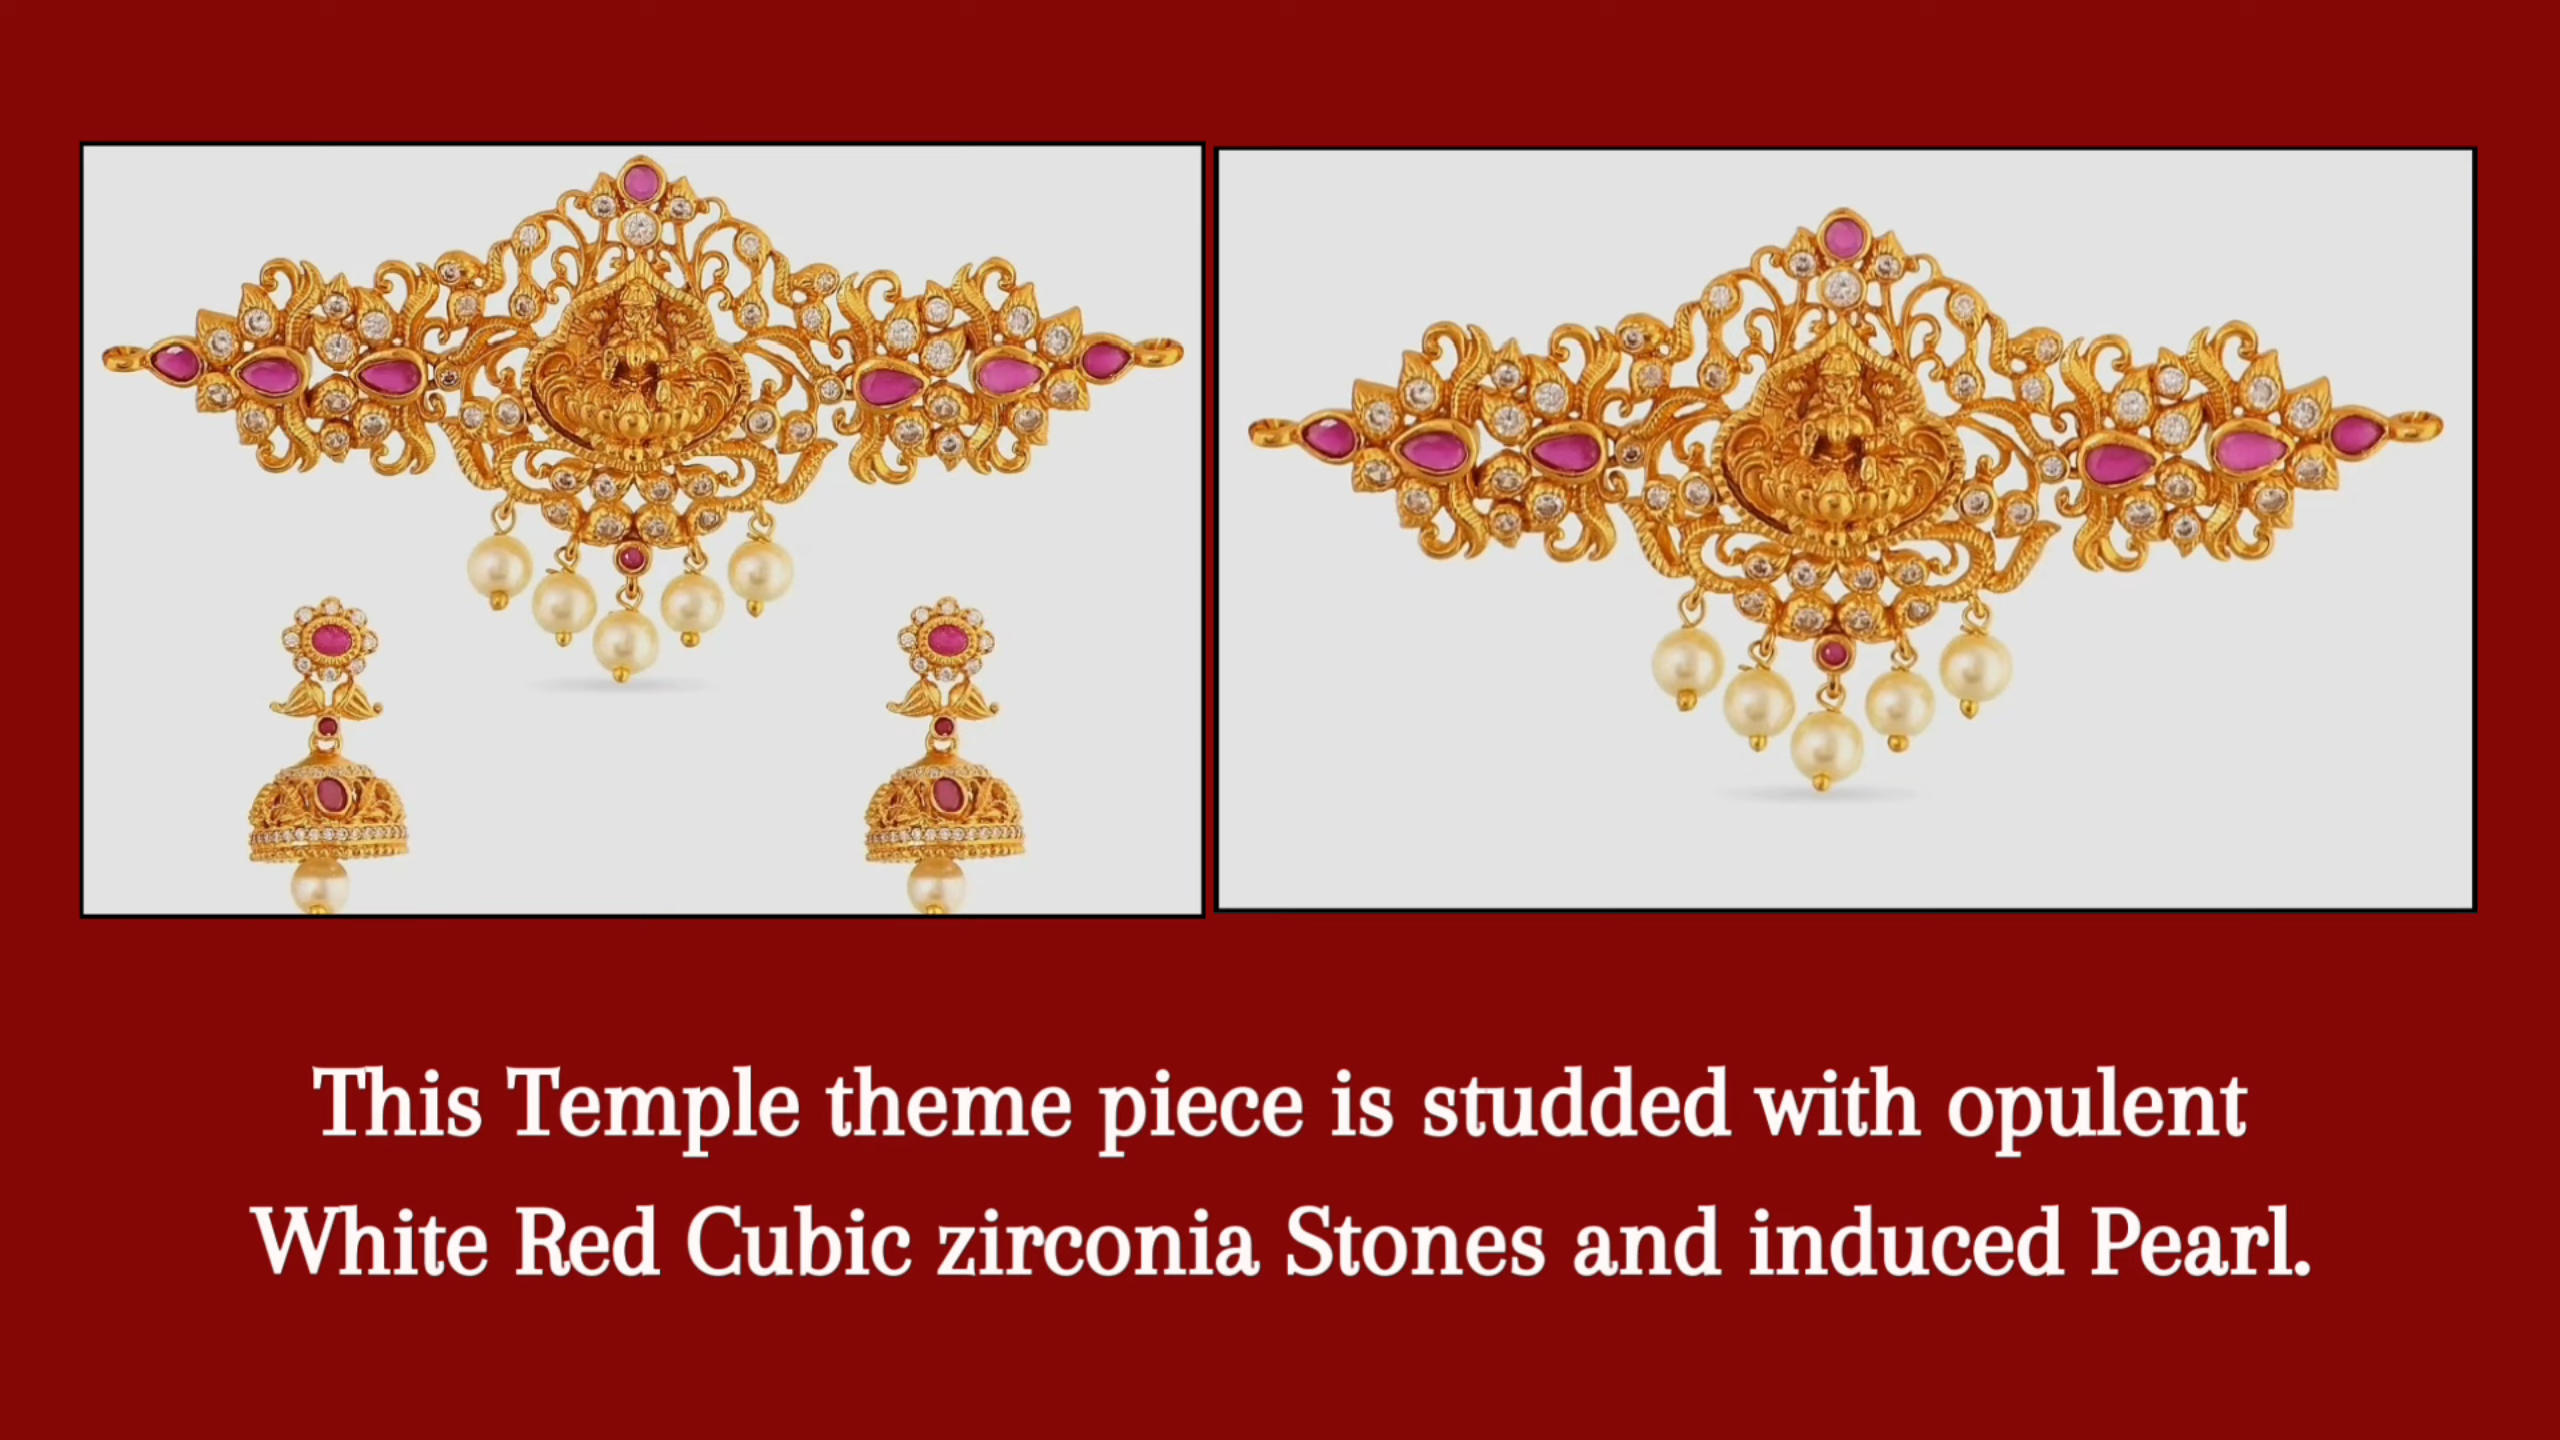 This Temple theme piece is studded with opulent
White Red Cubic zirconia Stones and induced Pearl.